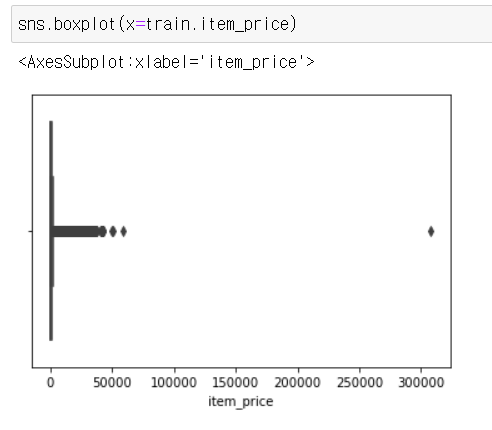 sns.boxplot(x=train.item_price)
<AxesSubplot:xlabel='item_price'>
0 50000 100000 150000 200000 250000 300000
item_price